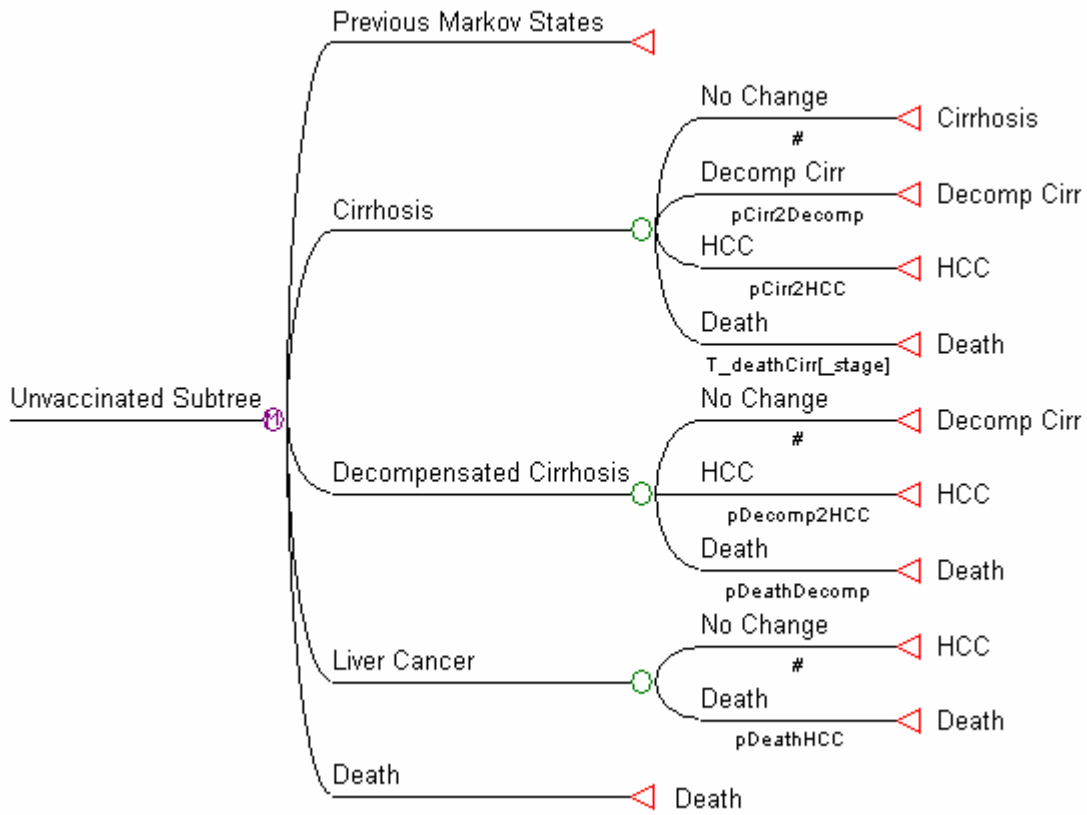 Previous Markov States
No Change
Cirrhosis
#
Decomp Cirr
Decomp Cirr
pCirr2Decomp
Cirrhosis
HCC
HCC
pCirr2HCC
Death
Death
T_deathCirr[_stage]
Unvaccinated Subtree
M
No Change
Decomp Cirr
#
Decompensated Cirrhosis
HCC
HCC
pDecomp2HCC
Death
Death
pDeathDecomp
No Change
HCC
#
Liver Cancer
Death
Death
pDeathHCC
Death
Death